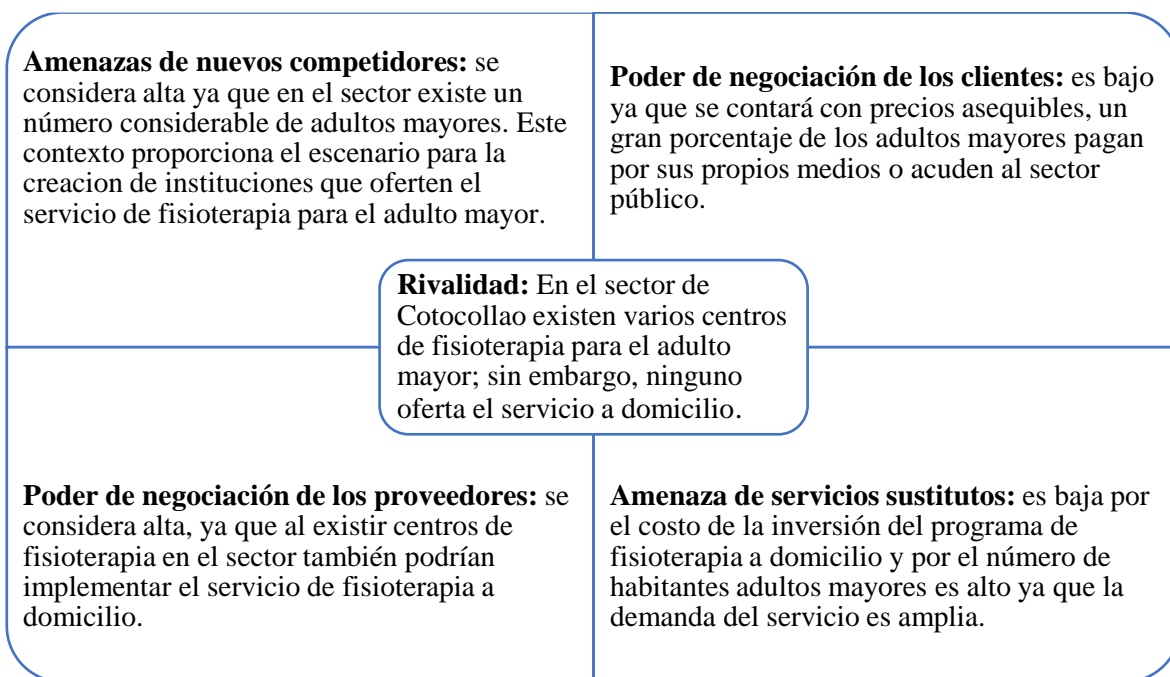 Amenazas de nuevos competidores: se
considera alta ya que en el sector existe un
número considerable de adultos mayores. Este
contexto proporciona el escenario para la
creacion de instituciones que oferten el
servicio de fisioterapia para el adulto mayor.
Poder de negociación de los clientes: es bajo
ya que se contará con precios asequibles, un
gran porcentaje de los adultos mayores pagan
por sus propios medios o acuden al sector
público.
Rivalidad: En el sector de
Cotocollao existen varios centros
de fisioterapia para el adulto
mayor; sin embargo, ninguno
oferta el servicio a domicilio.
Poder de negociación de los proveedores: se
considera alta, ya que al existir centros de
fisioterapia en el sector también podrían
implementar el servicio de fisioterapia a
domicilio.
Amenaza de servicios sustitutos: es baja por
el costo de la inversión del programa de
fisioterapia a domicilio y por el número de
habitantes adultos mayores es alto ya que la
demanda del servicio es amplia.